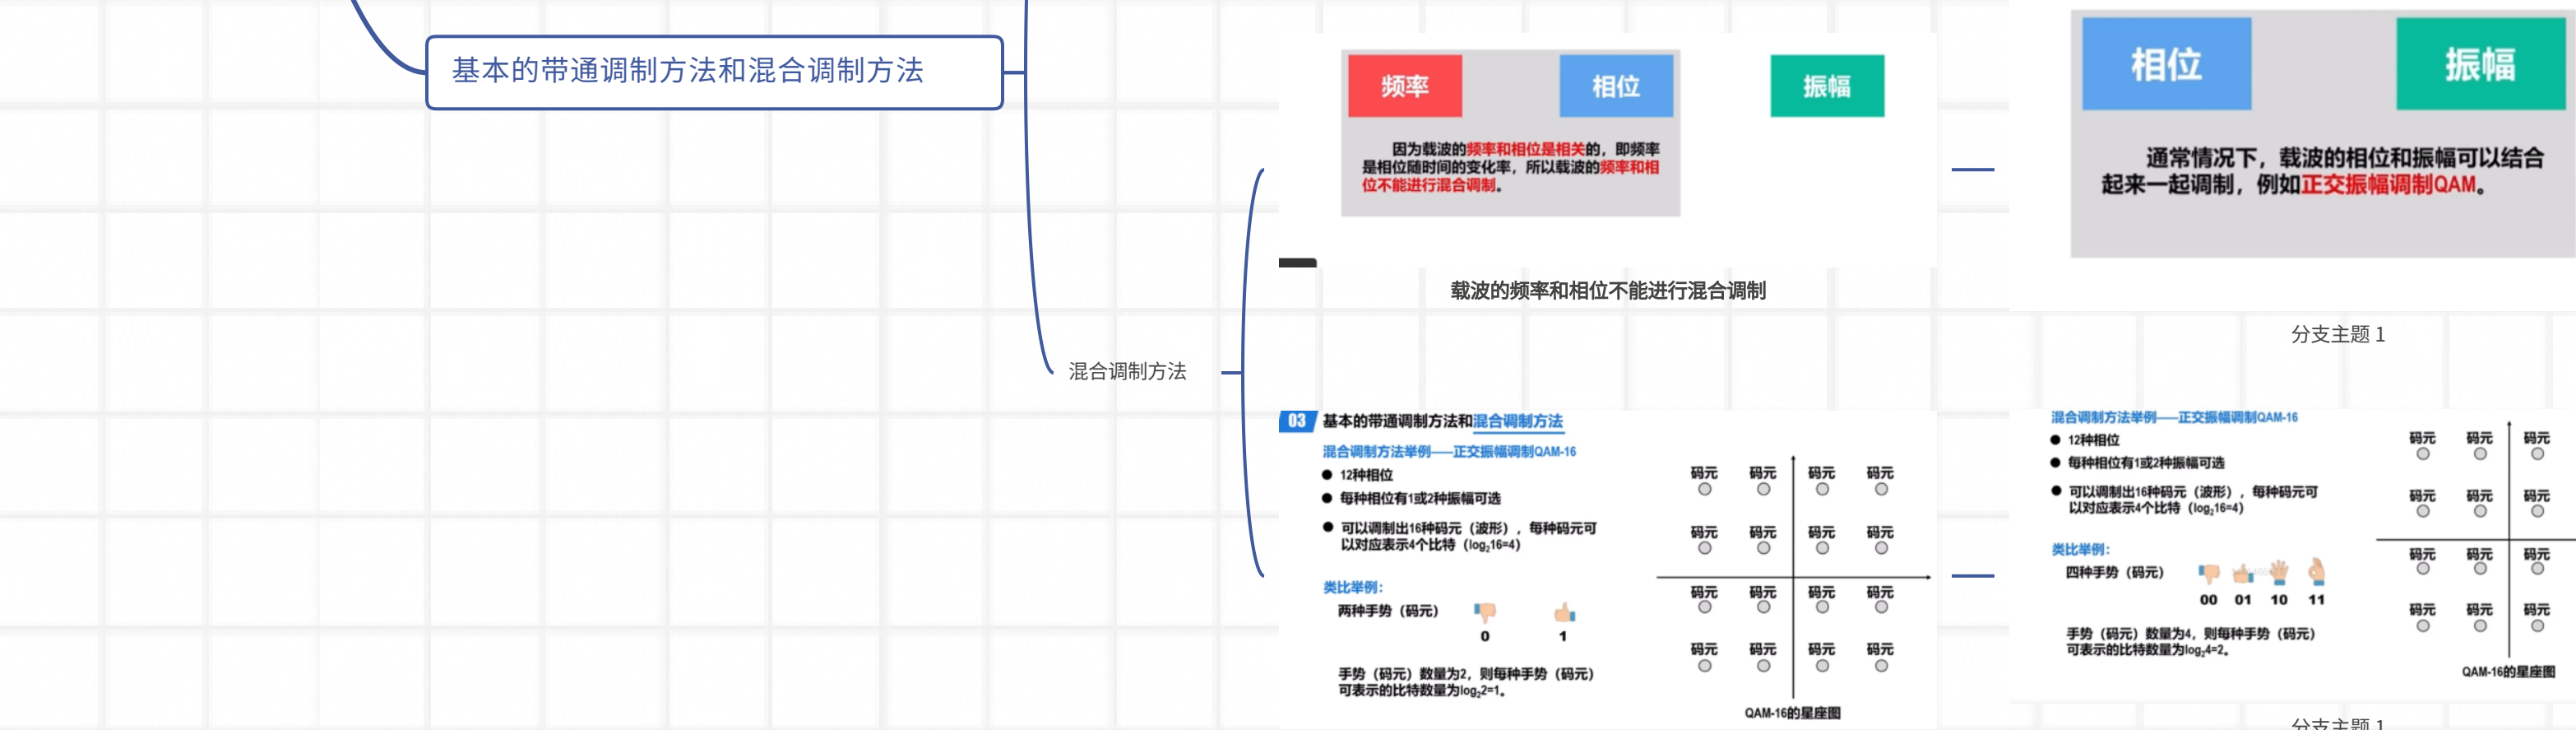 基本的带通调制方法和混合调制方法
混合调制方法
频率
相位
振幅
因为载波的频率和相位是相关的，即频率
是相位随时间的变化率，所以载波的频率和相
位不能进行混合调制。
载波的频率和相位不能进行混合调制
相位
振幅
通常情况下，载波的相位和振幅可以结合
起来一起调制，例如正交振幅调制QAM。
分支主题 1
03 基本的带通调制方法和混合调制方法
混合调制方法举例——正交振幅调制QAM-16
● 12种相位
● 每种相位有1或2种振幅可选
● 可以调制出16种码元（波形），每种码元可
以对应表示4个比特（log₂16=4）
类比举例：
两种手势（码元）
0 1
手势（码元）数量为2，则每种手势（码元）
可表示的比特数量为log₂2=1。
码元 码元 码元 码元
码元 码元 码元 码元
码元 码元 码元 码元
码元 码元 码元 码元
QAM-16的星座图
混合调制方法举例——正交振幅调制QAM-16
● 12种相位
● 每种相位有1或2种振幅可选
● 可以调制出16种码元（波形），每种码元可
以对应表示4个比特（log₂16=4）
类比举例：
四种手势（码元）
00 01 10 11
手势（码元）数量为4，则每种手势（码元）
可表示的比特数量为log₂4=2。
码元 码元 码元
码元 码元 码元
码元 码元 码元
码元 码元 码元
QAM-16的星座图
分支主题 1